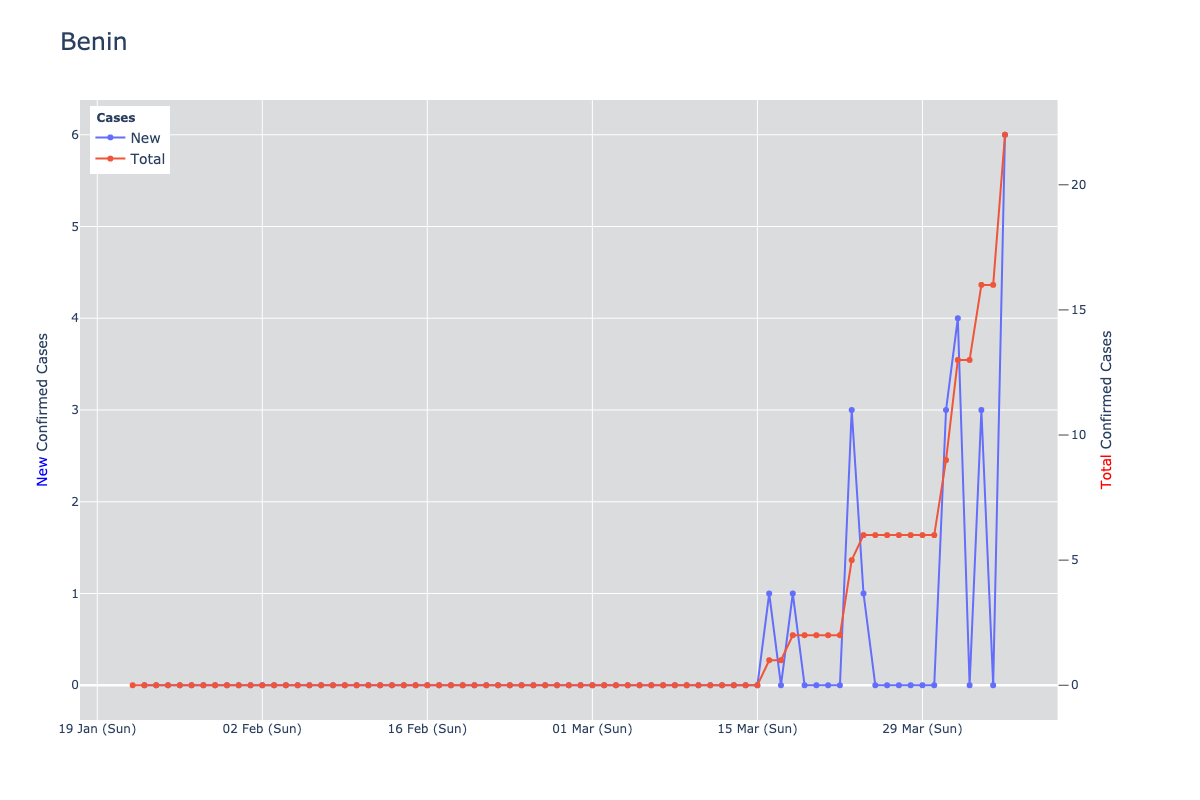 Benin
Cases
New
Total
6
5
4
3
2
1
0
20
15
10
5
0
New Confirmed Cases
Total Confirmed Cases
19 Jan (Sun)
02 Feb (Sun)
16 Feb (Sun)
01 Mar (Sun)
15 Mar (Sun)
29 Mar (Sun)